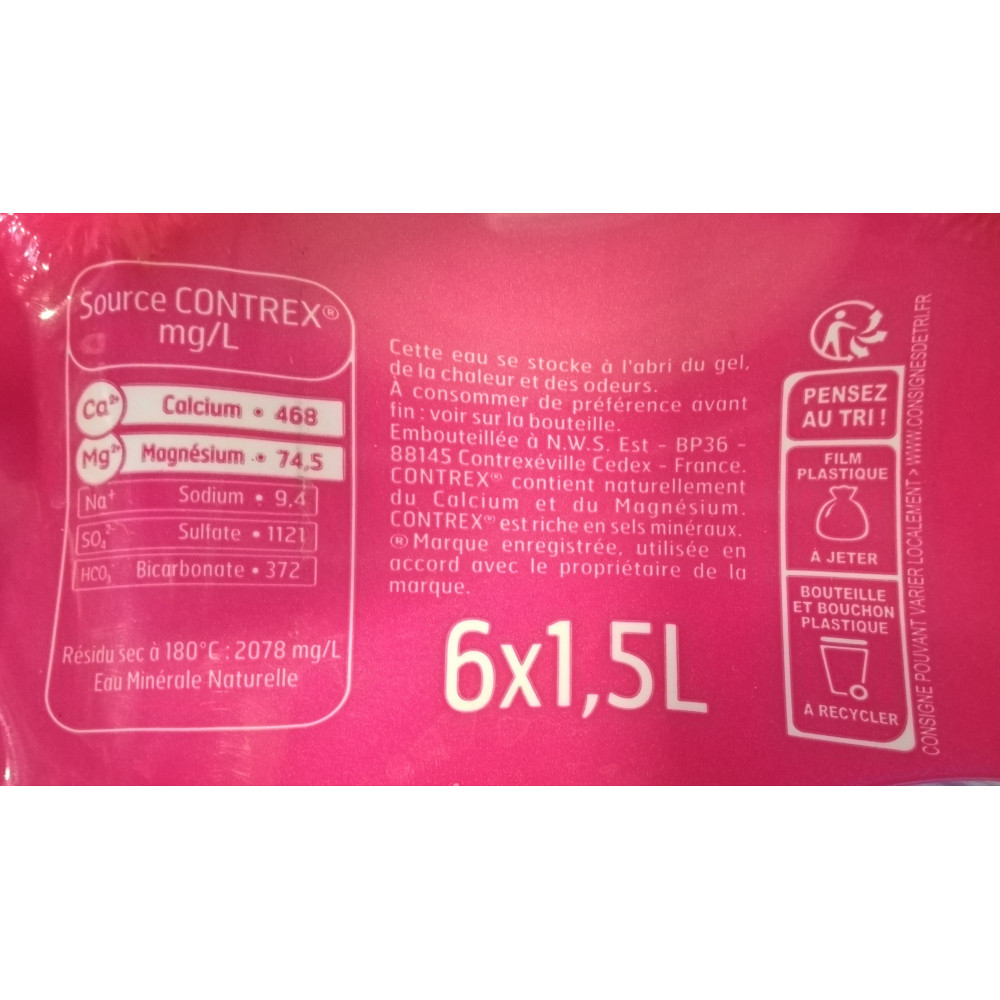 Source CONTREX®
mg/L
Ca²⁺ Calcium • 468
Mg²⁺ Magnésium • 74,5
Na⁺ Sodium • 9,4
SO₄²⁻ Sulfate • 1121
HCO₃⁻ Bicarbonate • 372
Résidu sec à 180°C : 2078 mg/L
Eau Minérale Naturelle
Cette eau se stocke à l'abri du gel,
de la chaleur et des odeurs.
À consommer de préférence avant
fin : voir sur la bouteille.
Embouteillée à N.W.S. Est - BP36 -
88145 Contrexéville Cedex - France.
CONTREX® contient naturellement
du Calcium et du Magnésium.
CONTREX® est riche en sels minéraux.
® Marque enregistrée, utilisée en
accord avec le propriétaire de la
marque.
6x1,5L
PENSEZ
AU TRI !
FILM
PLASTIQUE
À JETER
BOUTEILLE
ET BOUCHON
PLASTIQUE
À RECYCLER
CONSIGNE POUVANT VARIER LOCALEMENT > WWW.CONSIGNESDETRI.FR